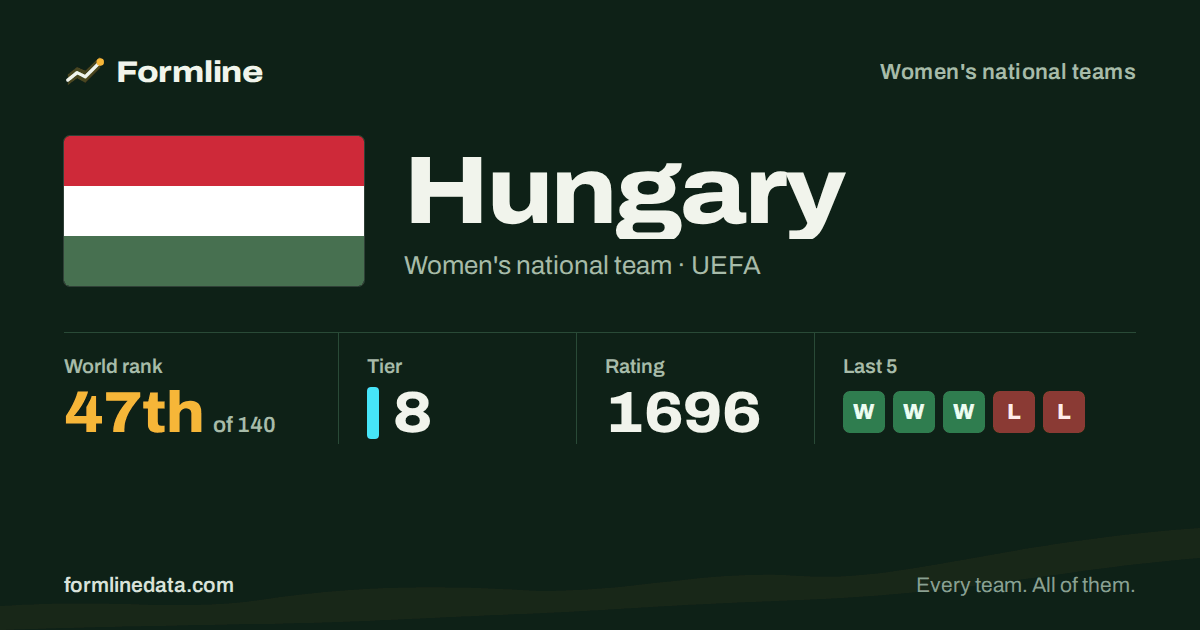 Formline
Women's national teams
Hungary
Women's national team · UEFA
World rank
47th of 140
Tier
8
Rating
1696
Last 5
W W W L L
formlinedata.com
Every team. All of them.